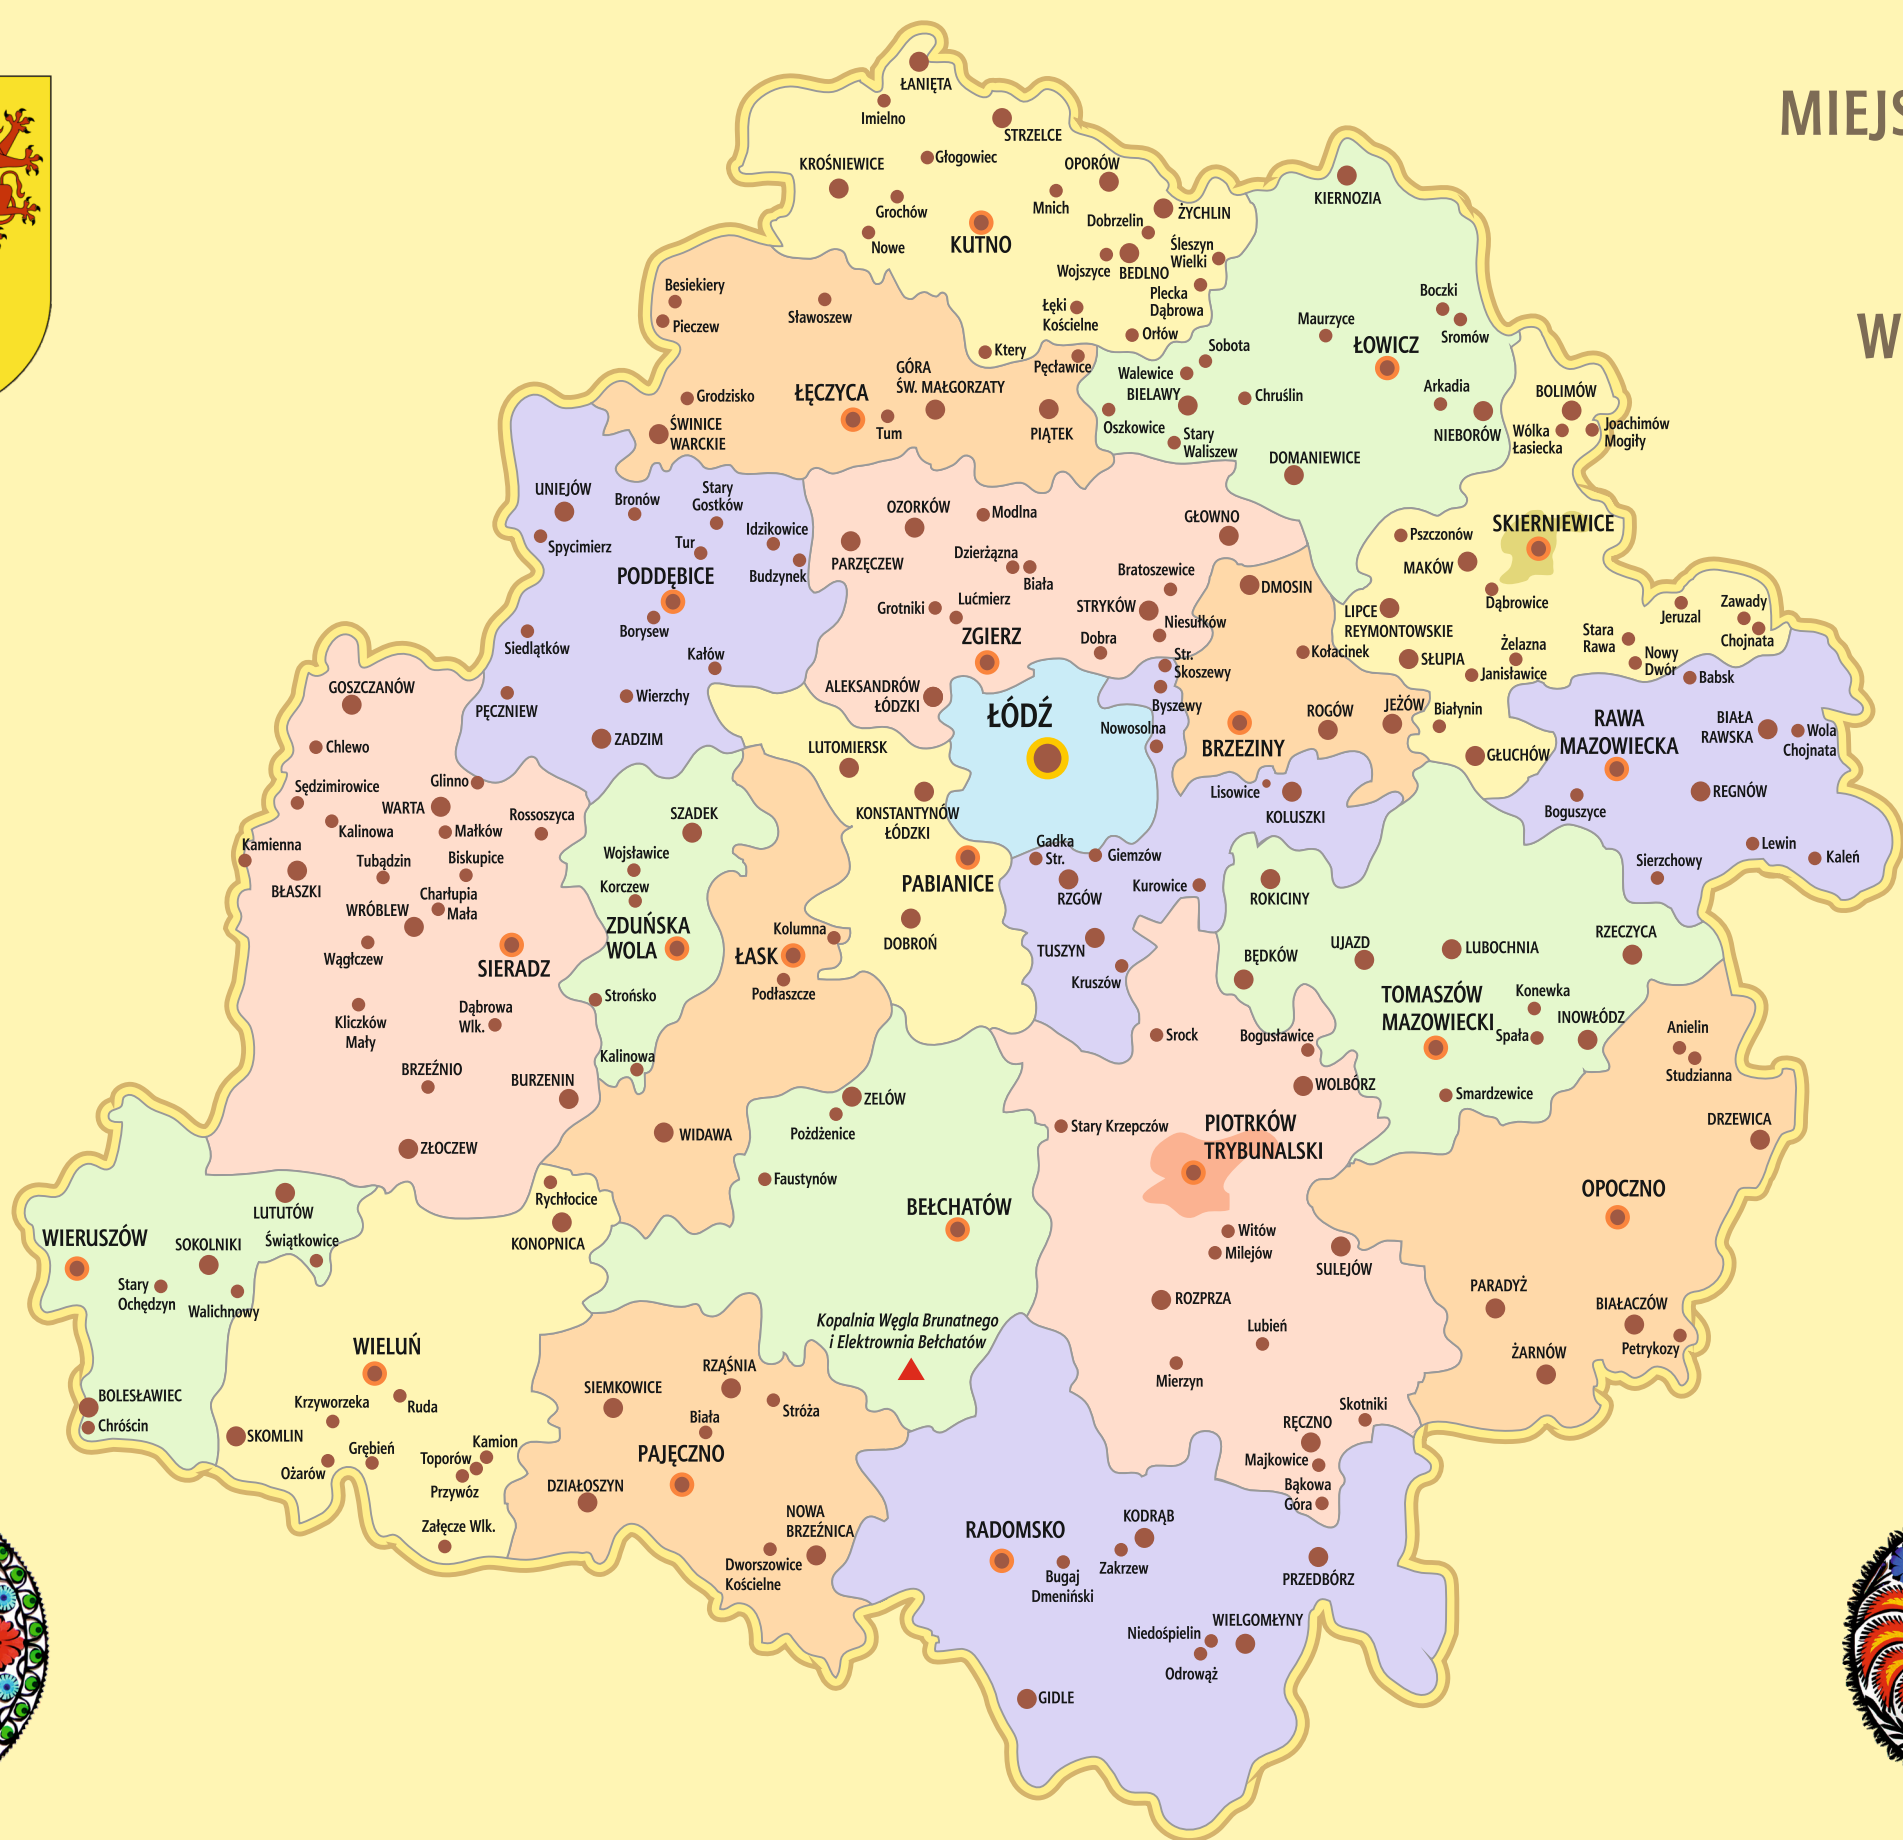 MIEJS
W
ŁANIĘTA
Imielno
STRZELCE
KROŚNIEWICE
Głogowiec
OPORÓW
Grochów
Mnich
Dobrzelin
ŻYCHLIN
Nowe
KUTNO
Śleszyn
Wielki
Wojszyce
BEDLNO
Plecka
Dąbrowa
Łęki
Kościelne
Orłów
Ktery
KIERNOZIA
Boczki
Sromów
Maurzyce
ŁOWICZ
Sobota
Walewice
BIELAWY
Chruślin
Arkadia
NIEBORÓW
Oszkowice
Stary
Waliszew
DOMANIEWICE
Besiekiery
Pieczew
Sławoszew
Grodzisko
ŁĘCZYCA
GÓRA
ŚW. MAŁGORZATY
Pęcławice
ŚWINICE
WARCKIE
Tum
PIĄTEK
BOLIMÓW
Wólka
Łasiecka
Joachimów
Mogiły
SKIERNIEWICE
Pszczonów
MAKÓW
Dąbrowice
LIPCE
REYMONTOWSKIE
Żelazna
SŁUPIA
Janisławice
Stara
Rawa
Nowy
Dwór
Jeruzal
Zawady
Chojnata
Białynin
GŁUCHÓW
UNIEJÓW
Bronów
Stary
Gostków
Spycimierz
Tur
Idzikowice
Budzynek
PODDĘBICE
Borysew
Siedlątków
Kałów
PĘCZNIEW
Wierzchy
ZADZIM
OZORKÓW
Modlna
GŁOWNO
PARZĘCZEW
Dzierżązna
Biała
Bratoszewice
Grotniki
Lućmierz
STRYKÓW
Niesułków
ZGIERZ
Dobra
ALEKSANDRÓW
ŁÓDZKI
DMOSIN
Kołacinek
Str.
Skoszewy
Byszewy
Nowosolna
BRZEZINY
ROGÓW
JEŻÓW
ŁÓDŹ
Lisowice
KOLUSZKI
Gadka
Str.
Giemzów
RZGÓW
Kurowice
TUSZYN
Kruszów
Babsk
RAWA
MAZOWIECKA
BIAŁA
RAWSKA
Wola
Chojnata
Boguszyce
REGNÓW
Lewin
Sierzchowy
Kaleń
GOSZCZANÓW
Chlewo
Sędzimirowice
Glinno
WARTA
Kalinowa
Małków
Rossoszyca
Kamienna
Tubądzin
Biskupice
BŁASZKI
Charłupia
Mała
WRÓBLEW
Wągłczew
SIERADZ
Kliczków
Mały
Dąbrowa
Wlk.
BRZEŹNIO
BURZENIN
ZŁOCZEW
SZADEK
Wojsławice
Korczew
ZDUŃSKA
WOLA
Strońsko
Kalinowa
LUTOMIERSK
KONSTANTYNÓW
ŁÓDZKI
PABIANICE
DOBROŃ
Kolumna
ŁASK
Podłaszcze
WIDAWA
ROKICINY
BĘDKÓW
UJAZD
LUBOCHNIA
RZECZYCA
TOMASZÓW
MAZOWIECKI
Konewka
INOWŁÓDZ
Spała
Smardzewice
Anielin
Studzianna
DRZEWICA
OPOCZNO
PARADYŻ
BIAŁACZÓW
Petrykozy
ŻARNÓW
Srock
Bogusławice
WOLBÓRZ
Stary Krzepczów
PIOTRKÓW
TRYBUNALSKI
Witów
Milejów
SULEJÓW
ROZPRZA
Lubień
Mierzyn
Skotniki
RĘCZNO
Majkowice
Bąkowa
Góra
ZELÓW
Pożdżenice
Faustynów
BEŁCHATÓW
Kopalnia Węgla Brunatnego
i Elektrownia Bełchatów
LUTUTÓW
WIERUSZÓW
SOKOLNIKI
Świątkowice
Stary
Ochędzyn
Walichnowy
BOLESŁAWIEC
Chróścin
Rychłocice
KONOPNICA
WIELUŃ
Krzyworzeka
Ruda
SKOMLIN
Ożarów
Grębień
Toporów
Kamion
Przywóz
Załęcze Wlk.
RZĄŚNIA
SIEMKOWICE
Stróża
Biała
PAJĘCZNO
DZIAŁOSZYN
NOWA
BRZEŹNICA
Dworszowice
Kościelne
RADOMSKO
KODRĄB
Bugaj
Dmeniński
Zakrzew
PRZEDBÓRZ
WIELGOMŁYNY
Niedośpielin
Odrowąż
GIDLE